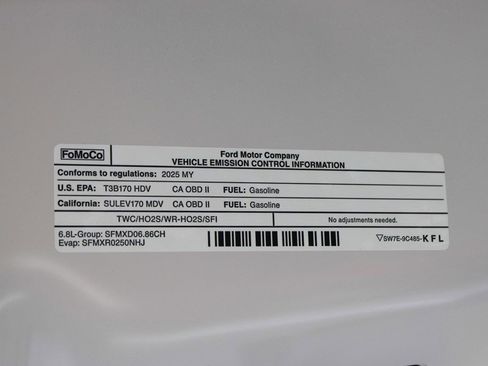 FoMoCo
Ford Motor Company
VEHICLE EMISSION CONTROL INFORMATION
Conforms to regulations: 2025 MY
U.S. EPA: T3B170 HDV CA OBD II FUEL: Gasoline
California: SULEV170 MDV CA OBD II FUEL: Gasoline
TWC/HO2S/WR-HO2S/SFI No adjustments needed.
6.8L-Group: SFMXD06.86CH
Evap: SFMXR0250NHJ
SW7E-9C485-KFL